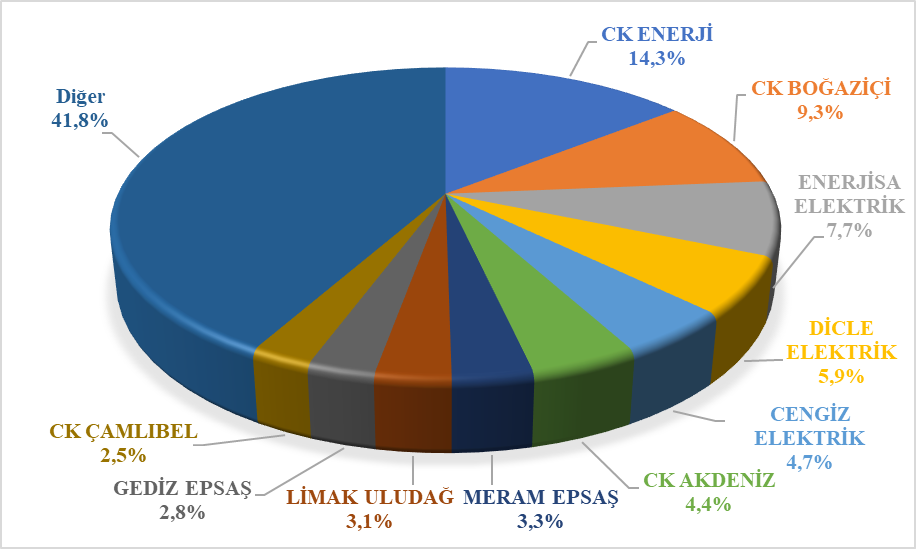 CK ENERJİ
14,3%
CK BOĞAZİÇİ
9,3%
ENERJİSA
ELEKTRİK
7,7%
DİCLE
ELEKTRİK
5,9%
CENGİZ
ELEKTRİK
4,7%
CK AKDENİZ
4,4%
MERAM EPSAŞ
3,3%
LİMAK ULUDAĞ
3,1%
GEDİZ EPSAŞ
2,8%
CK ÇAMLIBEL
2,5%
Diğer
41,8%